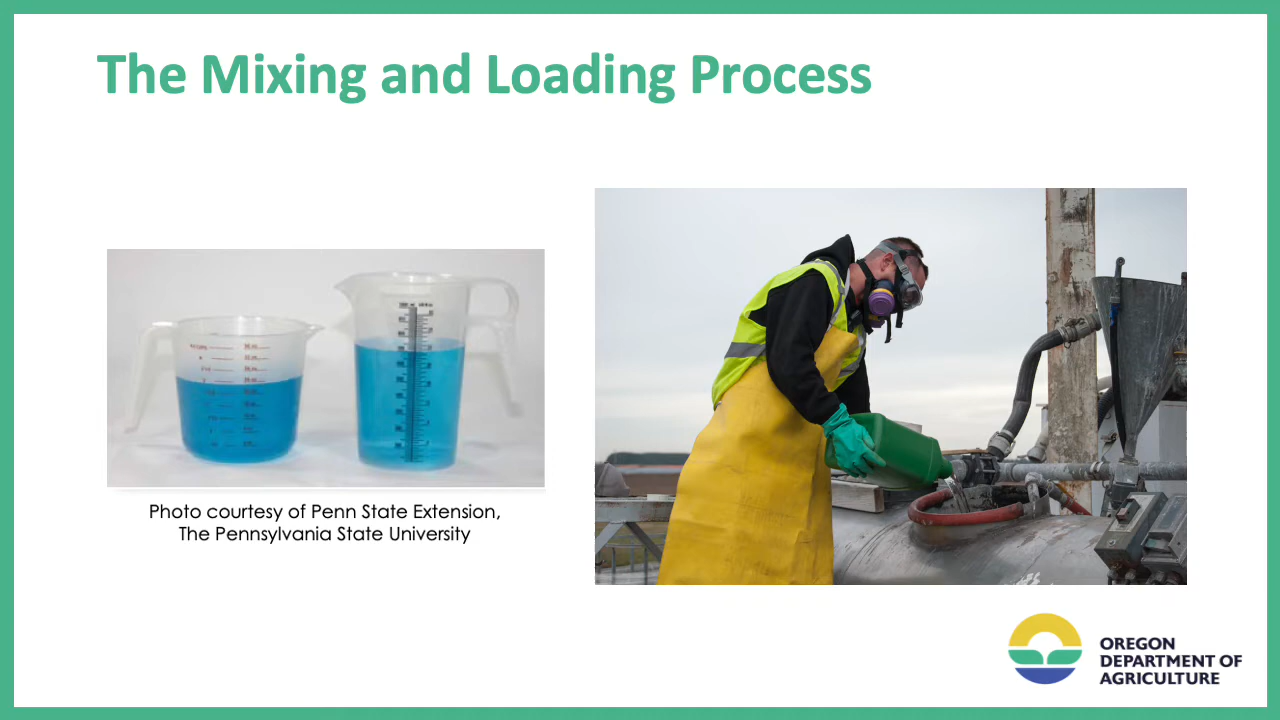 The Mixing and Loading Process
Photo courtesy of Penn State Extension,
The Pennsylvania State University
OREGON
DEPARTMENT OF
AGRICULTURE